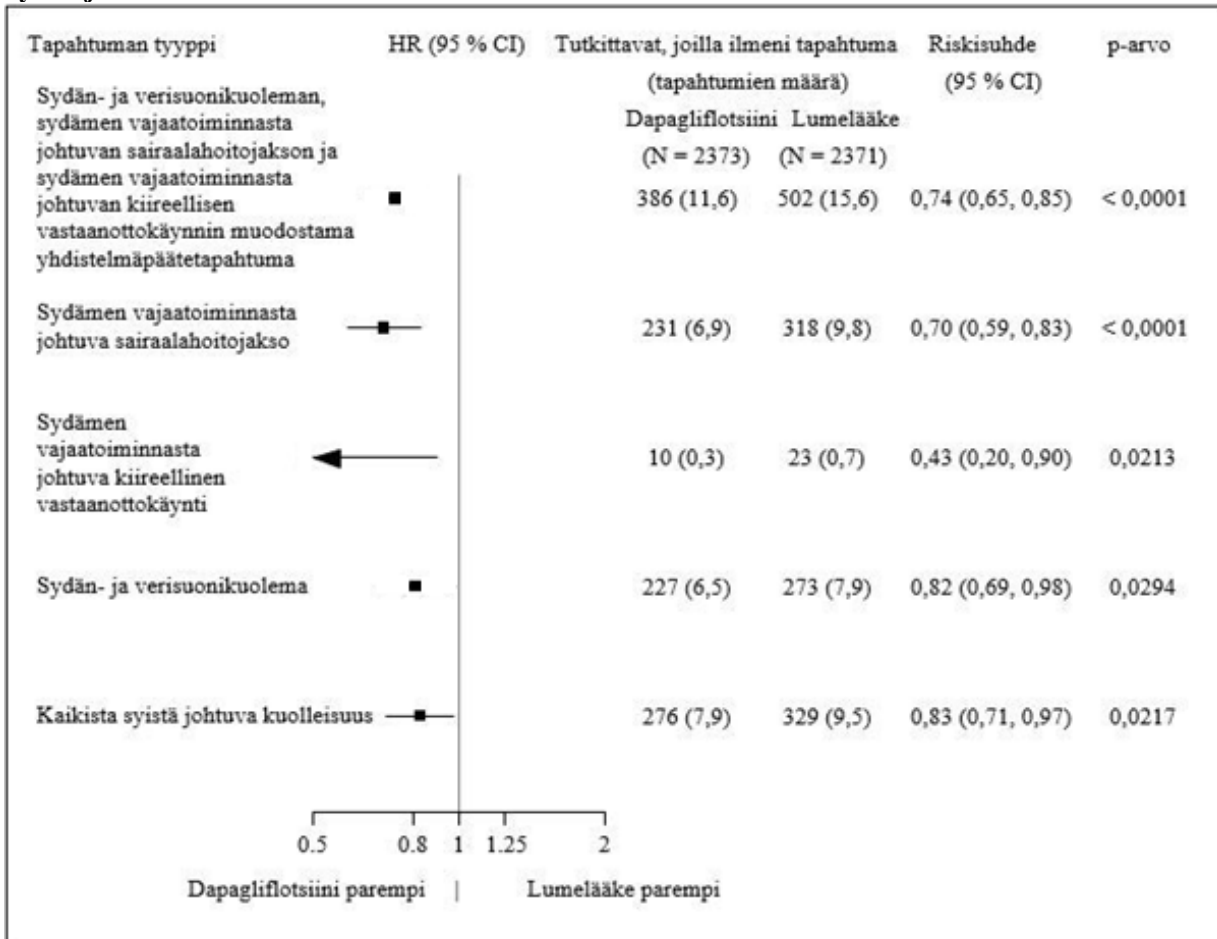 Tapahtuman tyyppi HR (95 % CI) Tutkittavat, joilla ilmeni tapahtuma Riskisuhde p-arvo
(tapahtumien määrä) (95 % CI)
Dapagliflotsiini Lumelääke
(N = 2373) (N = 2371)
Sydän- ja verisuonikuoleman,
sydämen vajaatoiminnasta
johtuvan sairaalahoitojakson ja
sydämen vajaatoiminnasta
johtuvan kiireellisen 386 (11,6) 502 (15,6) 0,74 (0,65, 0,85) < 0,0001
vastaanottokäynnin muodostama
yhdistelmäpäätetapahtuma
Sydämen vajaatoiminnasta
johtuva sairaalahoitojakso 231 (6,9) 318 (9,8) 0,70 (0,59, 0,83) < 0,0001
Sydämen
vajaatoiminnasta
johtuva kiireellinen 10 (0,3) 23 (0,7) 0,43 (0,20, 0,90) 0,0213
vastaanottokäynti
Sydän- ja verisuonikuolema 227 (6,5) 273 (7,9) 0,82 (0,69, 0,98) 0,0294
Kaikista syistä johtuva kuolleisuus 276 (7,9) 329 (9,5) 0,83 (0,71, 0,97) 0,0217
0.5 0.8 1 1.25 2
Dapagliflotsiini parempi | Lumelääke parempi